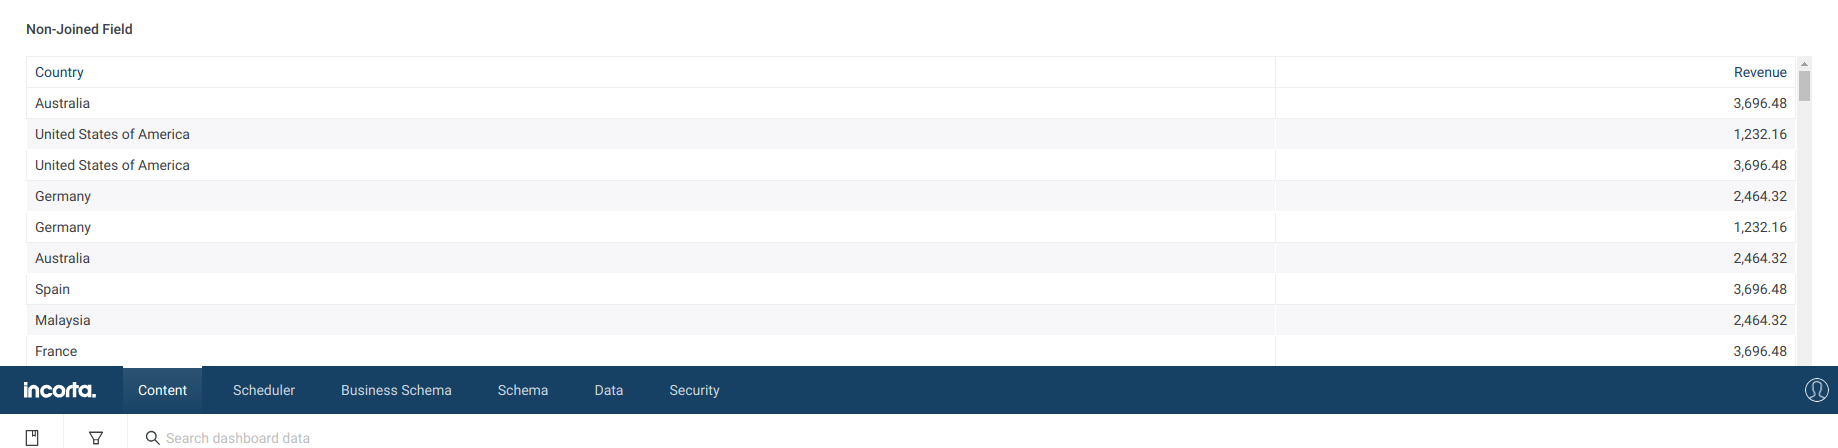 Non-Joined Field
Country Revenue
Australia 3,696.48
United States of America 1,232.16
United States of America 3,696.48
Germany 2,464.32
Germany 1,232.16
Australia 2,464.32
Spain 3,696.48
Malaysia 2,464.32
France 3,696.48
incorta. Content Scheduler Business Schema Schema Data Security
Search dashboard data